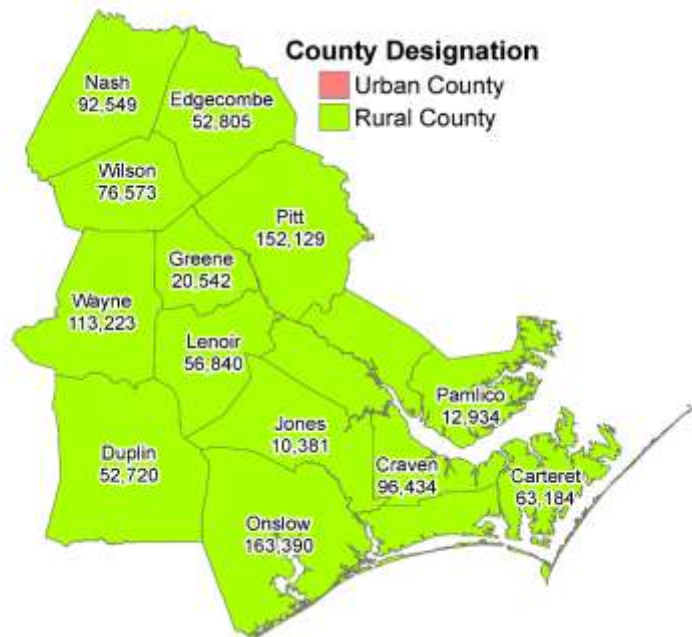 County Designation
Urban County
Rural County
Nash
92,549
Edgecombe
52,805
Wilson
76,573
Pitt
152,129
Greene
20,542
Wayne
113,223
Lenoir
56,840
Pamlico
12,934
Jones
10,381
Duplin
52,720
Craven
96,434
Carteret
63,184
Onslow
163,390